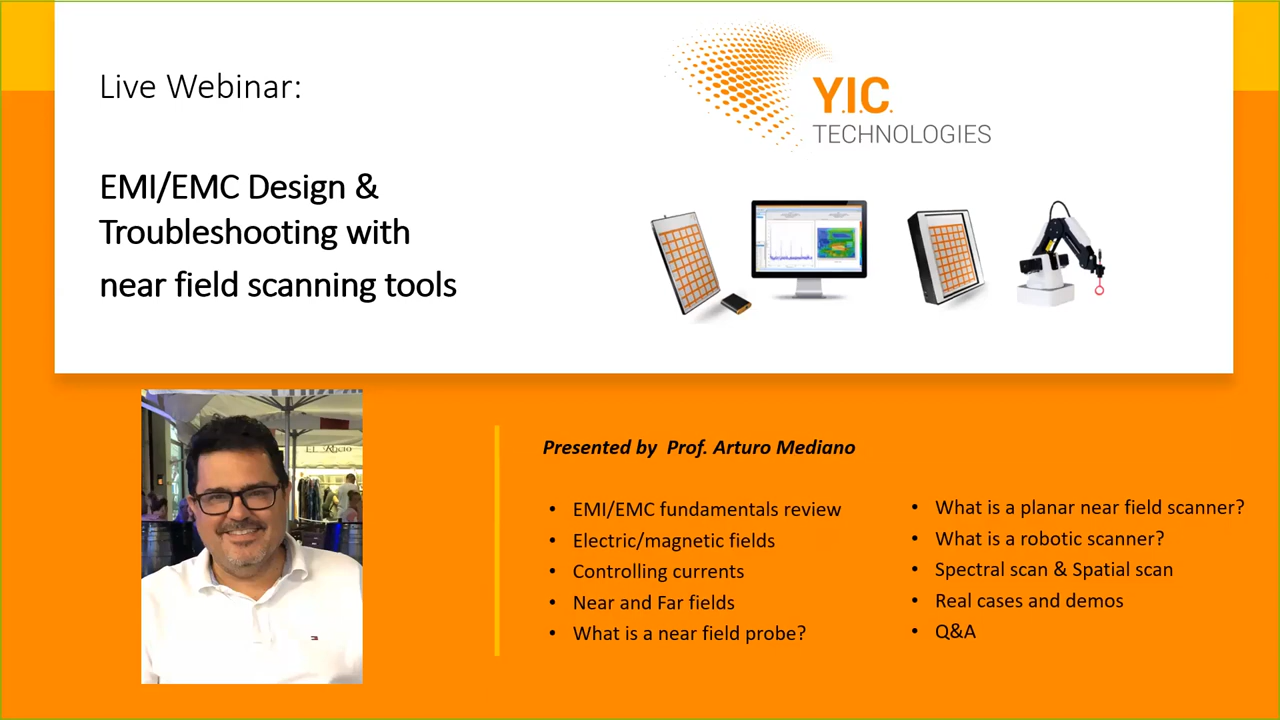 Live Webinar:
EMI/EMC Design &
Troubleshooting with
near field scanning tools
Y.I.C.
TECHNOLOGIES
Presented by  Prof. Arturo Mediano
• EMI/EMC fundamentals review
• Electric/magnetic fields
• Controlling currents
• Near and Far fields
• What is a near field probe?
• What is a planar near field scanner?
• What is a robotic scanner?
• Spectral scan & Spatial scan
• Real cases and demos
• Q&A